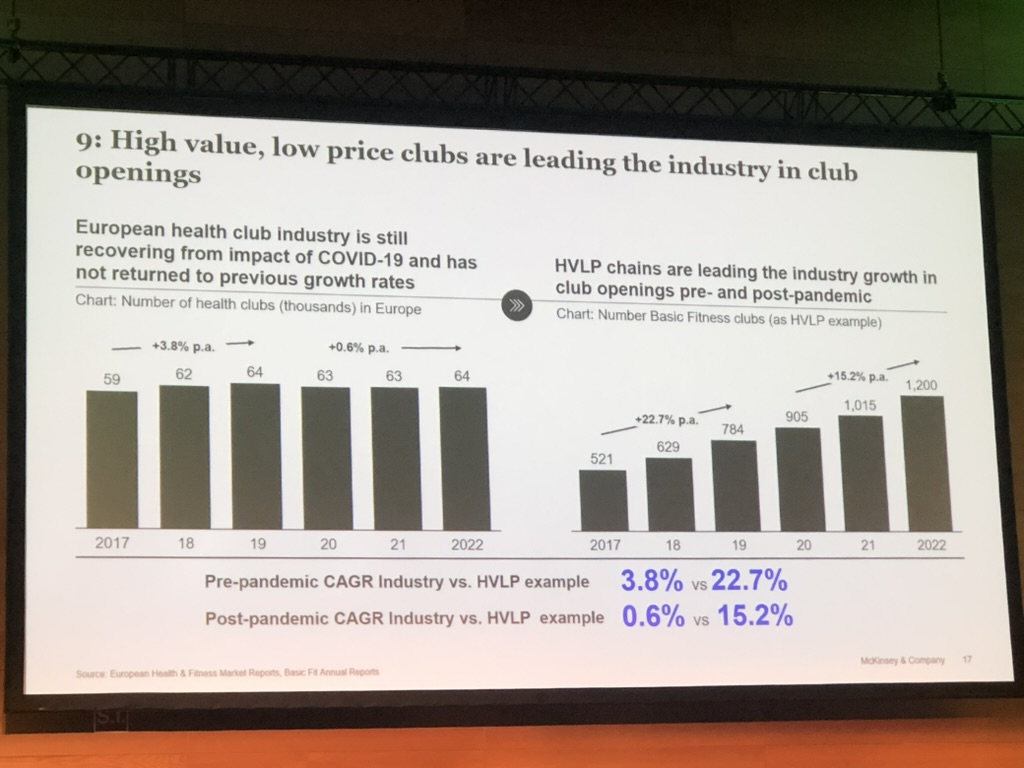 9: High value, low price clubs are leading the industry in club
openings
European health club industry is still
recovering from impact of COVID-19 and has
not returned to previous growth rates
Chart: Number of health clubs (thousands) in Europe
+3.8% p.a.
+0.6% p.a.
59 62 64 63 63 64
2017 18 19 20 21 2022
HVLP chains are leading the industry growth in
club openings pre- and post-pandemic
Chart: Number Basic Fitness clubs (as HVLP example)
+22.7% p.a.
+15.2% p.a.
521 629 784 905 1,015 1,200
2017 18 19 20 21 2022
Pre-pandemic CAGR Industry vs. HVLP example 3.8% vs 22.7%
Post-pandemic CAGR Industry vs. HVLP example 0.6% vs 15.2%
Source: European Health & Fitness Market Reports, Basic Fit Annual Reports
McKinsey & Company 17
S.I.